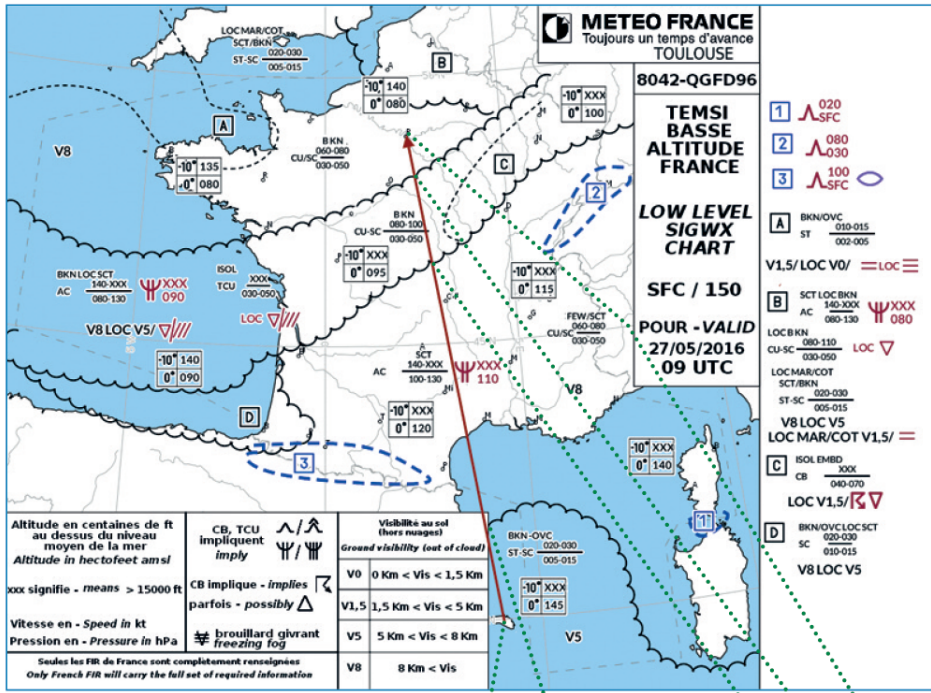 METEO FRANCE
Toujours un temps d'avance
TOULOUSE
8042-QGFD96
TEMSI
BASSE
ALTITUDE
FRANCE
LOW LEVEL
SIGWX
CHART
SFC / 150
POUR - VALID
27/05/2016
09 UTC
LOC MAR/COT
SCT/BKN
ST-SC 020-030
005-015
V8
A
B
-10° 140
0° 080
-10° XXX
0° 100
-10° 135
0° 080
BKN
CU/SC 060-080
030-050
C
2
BKN
CU-SC 080-100
030-050
-10° XXX
0° 095
-10° XXX
0° 115
BKN LOC SCT
AC 140-XXX
080-130
XXX
090
ISOL
TCU XXX
030-050
V8 LOC V5/
LOC
-10° 140
0° 090
FEW/SCT
CU/SC 060-080
030-050
SCT
AC 140-XXX
100-130
XXX
110
V8
D
-10° XXX
0° 120
3
-10° XXX
0° 140
1
BKN-OVC
ST-SC 020-030
005-015
-10° XXX
0° 145
V5
1 020
SFC
2 080
030
3 100
SFC
A BKN/OVC
ST 010-015
002-005
V1,5/ LOC V0/ LOC
B SCT LOC BKN
AC 140-XXX
080-130
XXX
080
LOC BKN
CU-SC 080-110
030-050
LOC
LOC MAR/COT
SCT/BKN
ST-SC 020-030
005-015
V8 LOC V5
LOC MAR/COT V1,5/
C ISOL EMBD
CB XXX
040-070
LOC V1,5/
D BKN/OVC LOC SCT
SC 020-030
010-015
V8 LOC V5
Altitude en centaines de ft
au dessus du niveau
moyen de la mer
Altitude in hectofeet amsl
xxx signifie - means > 15000 ft
Vitesse en - Speed in kt
Pression en - Pressure in hPa
CB, TCU
impliquent
imply
CB implique - implies
parfois - possibly
brouillard givrant
freezing fog
Visibilité au sol
(hors nuages)
Ground visibility (out of cloud)
V0 0 Km < Vis < 1,5 Km
V1,5 1,5 Km < Vis < 5 Km
V5 5 Km < Vis < 8 Km
V8 8 Km < Vis
Seules les FIR de France sont complètement renseignées
Only French FIR will carry the full set of required information